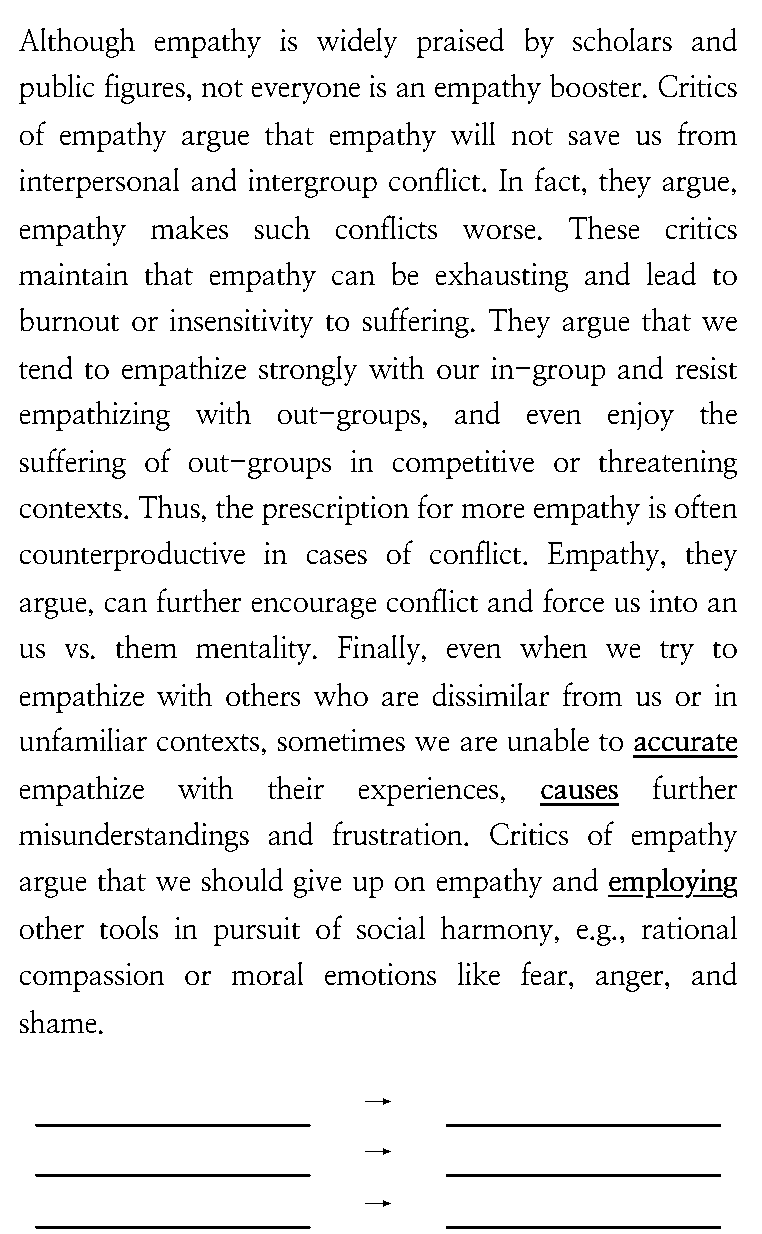 Although empathy is widely praised by scholars and
public figures, not everyone is an empathy booster. Critics
of empathy argue that empathy will not save us from
interpersonal and intergroup conflict. In fact, they argue,
empathy makes such conflicts worse. These critics
maintain that empathy can be exhausting and lead to
burnout or insensitivity to suffering. They argue that we
tend to empathize strongly with our in-group and resist
empathizing with out-groups, and even enjoy the
suffering of out-groups in competitive or threatening
contexts. Thus, the prescription for more empathy is often
counterproductive in cases of conflict. Empathy, they
argue, can further encourage conflict and force us into an
us vs. them mentality. Finally, even when we try to
empathize with others who are dissimilar from us or in
unfamiliar contexts, sometimes we are unable to accurate
empathize with their experiences, causes further
misunderstandings and frustration. Critics of empathy
argue that we should give up on empathy and employing
other tools in pursuit of social harmony, e.g., rational
compassion or moral emotions like fear, anger, and
shame.
→
→
→